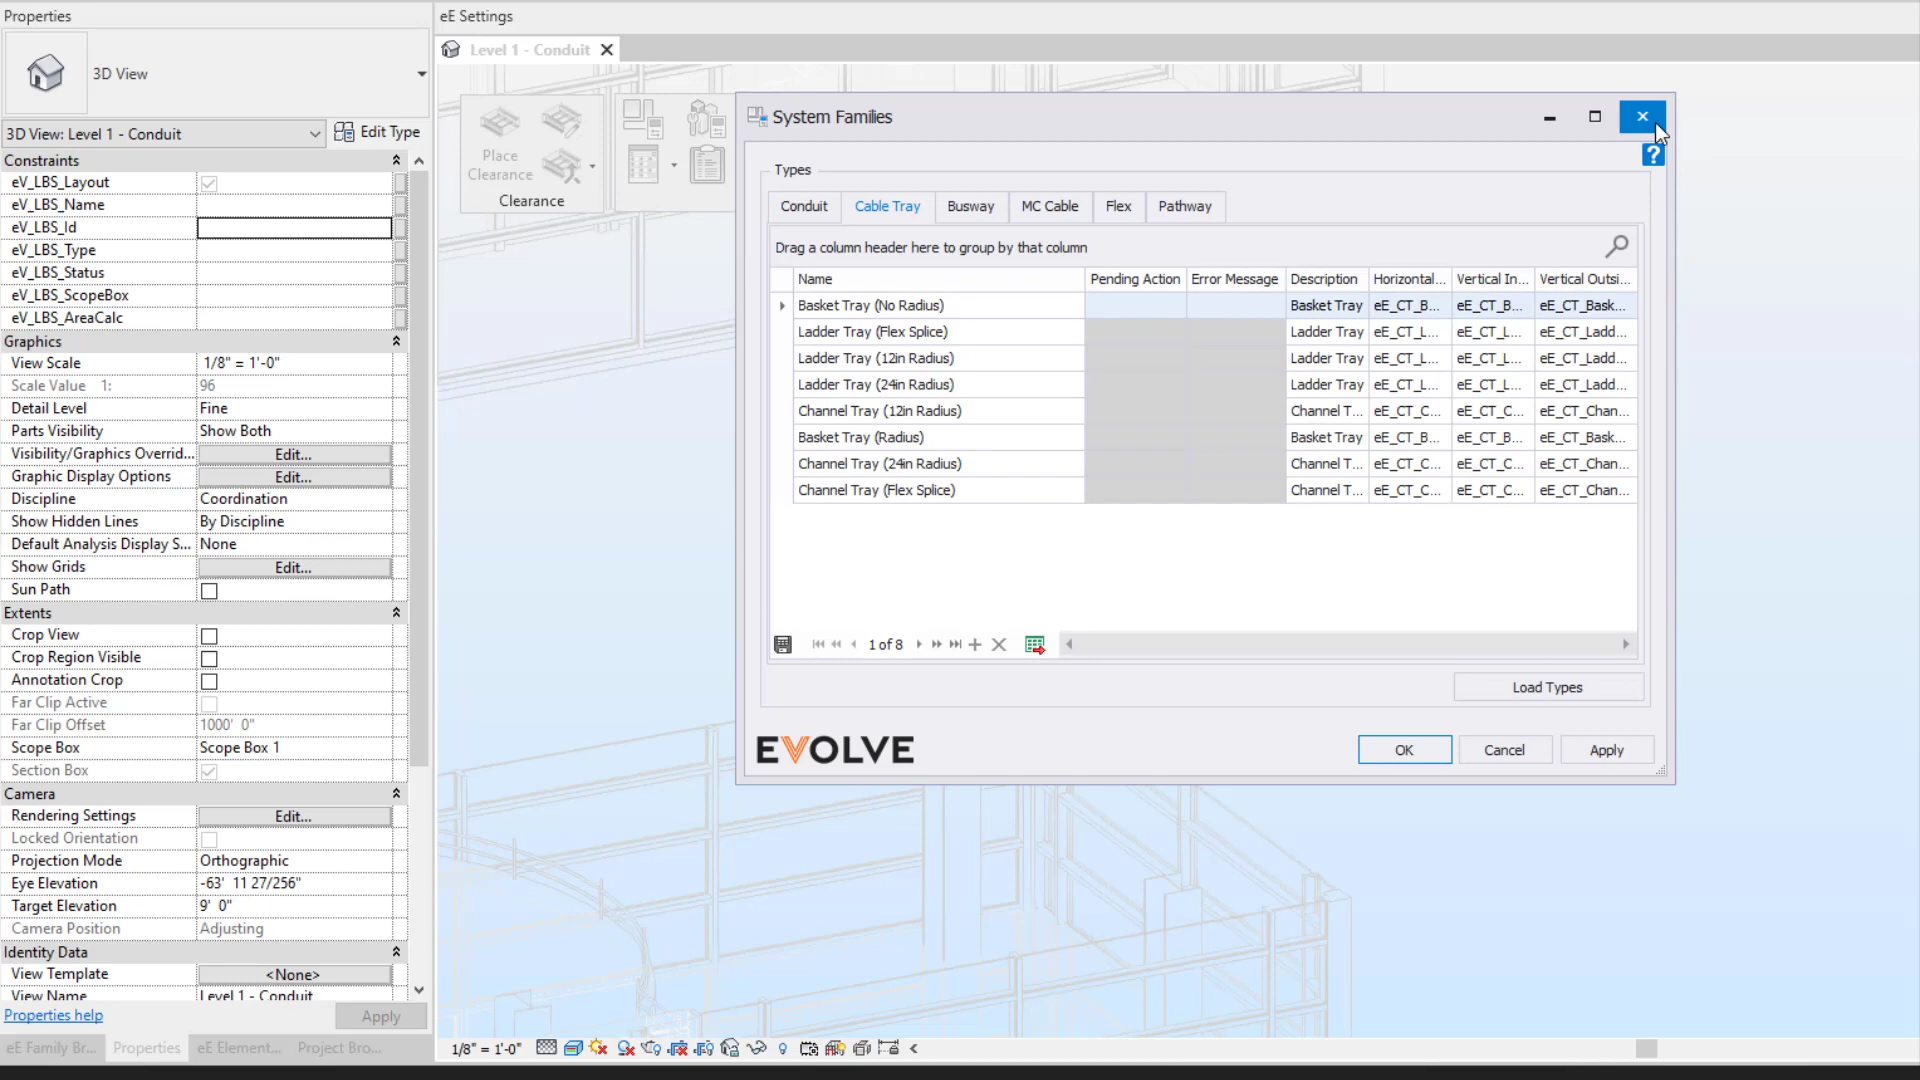 Properties
eE Settings
3D View
Level 1 - Conduit
3D View: Level 1 - Conduit
Edit Type
Constraints
eV_LBS_Layout
eV_LBS_Name
eV_LBS_Id
eV_LBS_Type
eV_LBS_Status
eV_LBS_ScopeBox
eV_LBS_AreaCalc
Graphics
View Scale 1/8" = 1'-0"
Scale Value 1: 96
Detail Level Fine
Parts Visibility Show Both
Visibility/Graphics Overrid... Edit...
Graphic Display Options Edit...
Discipline Coordination
Show Hidden Lines By Discipline
Default Analysis Display S... None
Show Grids Edit...
Sun Path
Extents
Crop View
Crop Region Visible
Annotation Crop
Far Clip Active
Far Clip Offset 1000' 0"
Scope Box Scope Box 1
Section Box
Camera
Rendering Settings Edit...
Locked Orientation
Projection Mode Orthographic
Eye Elevation -63' 11 27/256"
Target Elevation 9' 0"
Camera Position Adjusting
Identity Data
View Template <None>
View Name Level 1 - Conduit
Properties help Apply
eE Family Br... Properties eE Element... Project Bro...
Place
Clearance
Clearance
System Families
?
Types
Conduit Cable Tray Busway MC Cable Flex Pathway
Drag a column header here to group by that column
Name Pending Action Error Message Description Horizontal... Vertical In... Vertical Outsi...
Basket Tray (No Radius) Basket Tray eE_CT_B... eE_CT_B... eE_CT_Bask...
Ladder Tray (Flex Splice) Ladder Tray eE_CT_L... eE_CT_L... eE_CT_Ladd...
Ladder Tray (12in Radius) Ladder Tray eE_CT_L... eE_CT_L... eE_CT_Ladd...
Ladder Tray (24in Radius) Ladder Tray eE_CT_L... eE_CT_L... eE_CT_Ladd...
Channel Tray (12in Radius) Channel T... eE_CT_C... eE_CT_C... eE_CT_Chan...
Basket Tray (Radius) Basket Tray eE_CT_B... eE_CT_B... eE_CT_Bask...
Channel Tray (24in Radius) Channel T... eE_CT_C... eE_CT_C... eE_CT_Chan...
Channel Tray (Flex Splice) Channel T... eE_CT_C... eE_CT_C... eE_CT_Chan...
1 of 8
Load Types
EVOLVE
OK Cancel Apply
1/8" = 1'-0"